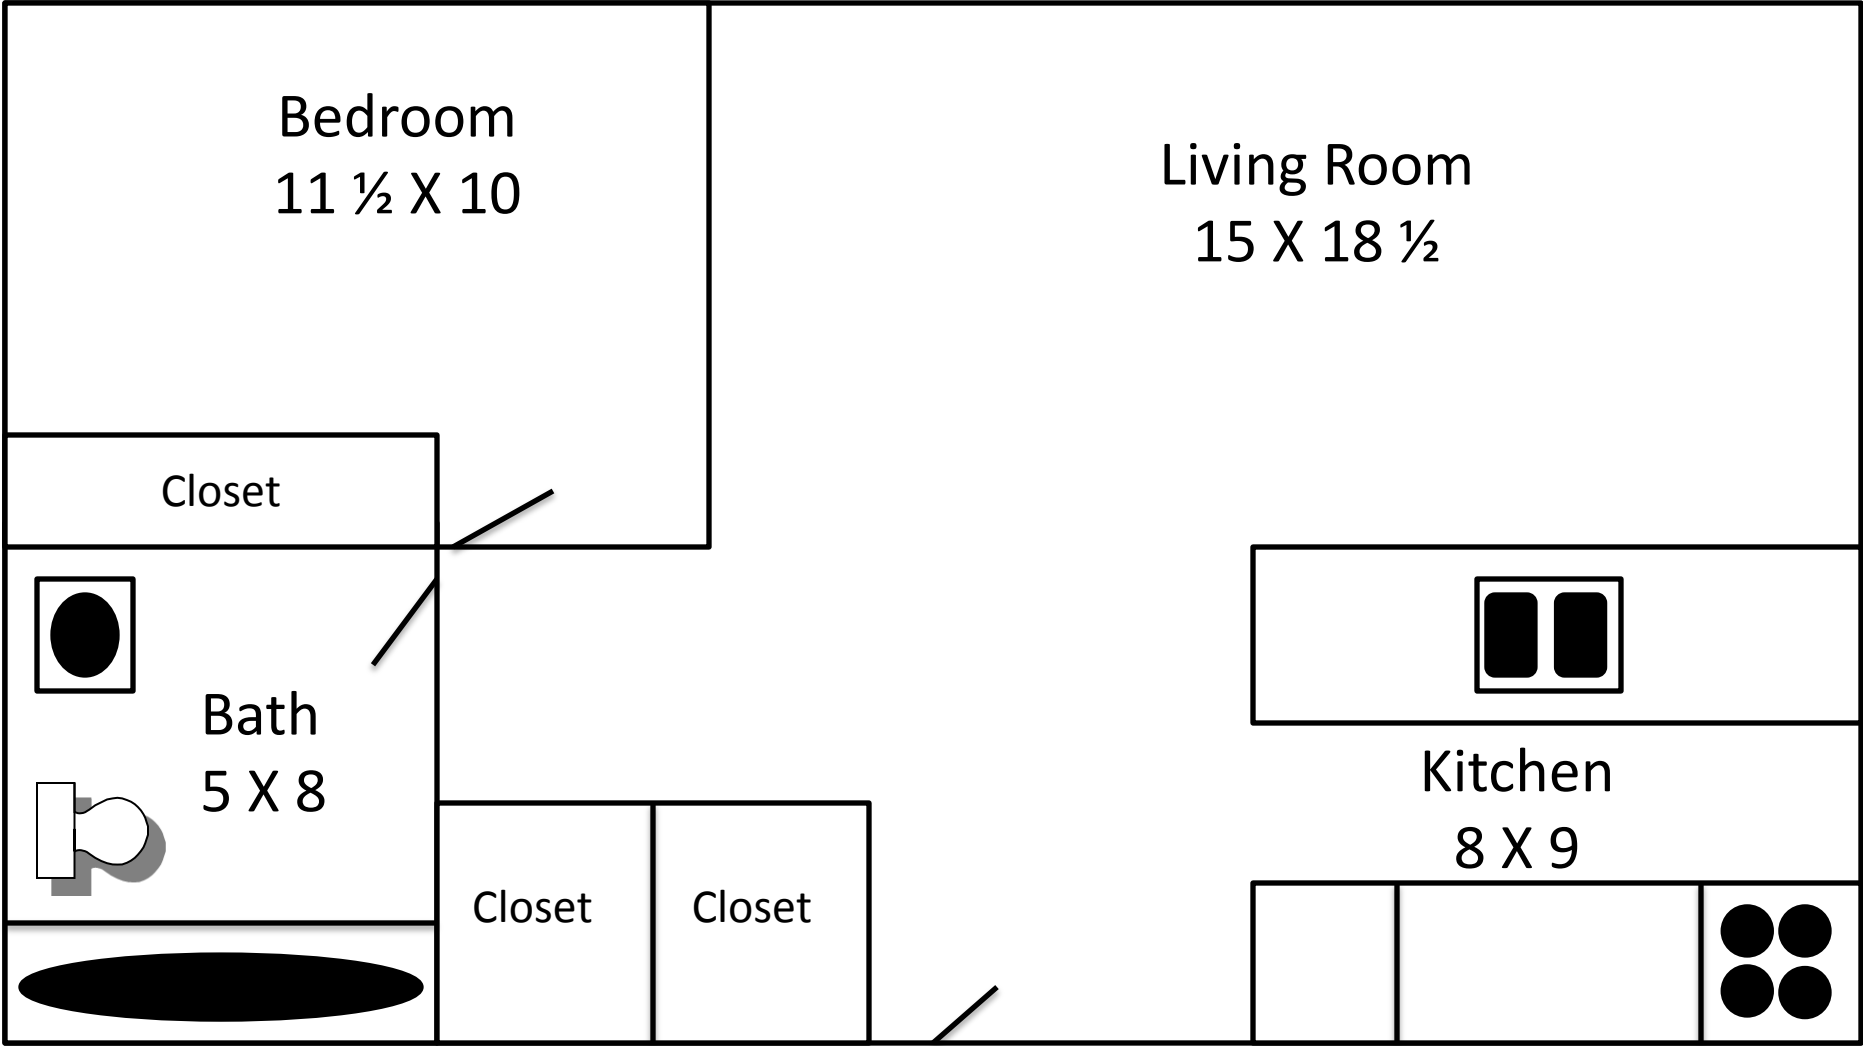 Bedroom
11 ½ X 10
Living Room
15 X 18 ½
Closet
Bath
5 X 8
Kitchen
8 X 9
Closet
Closet